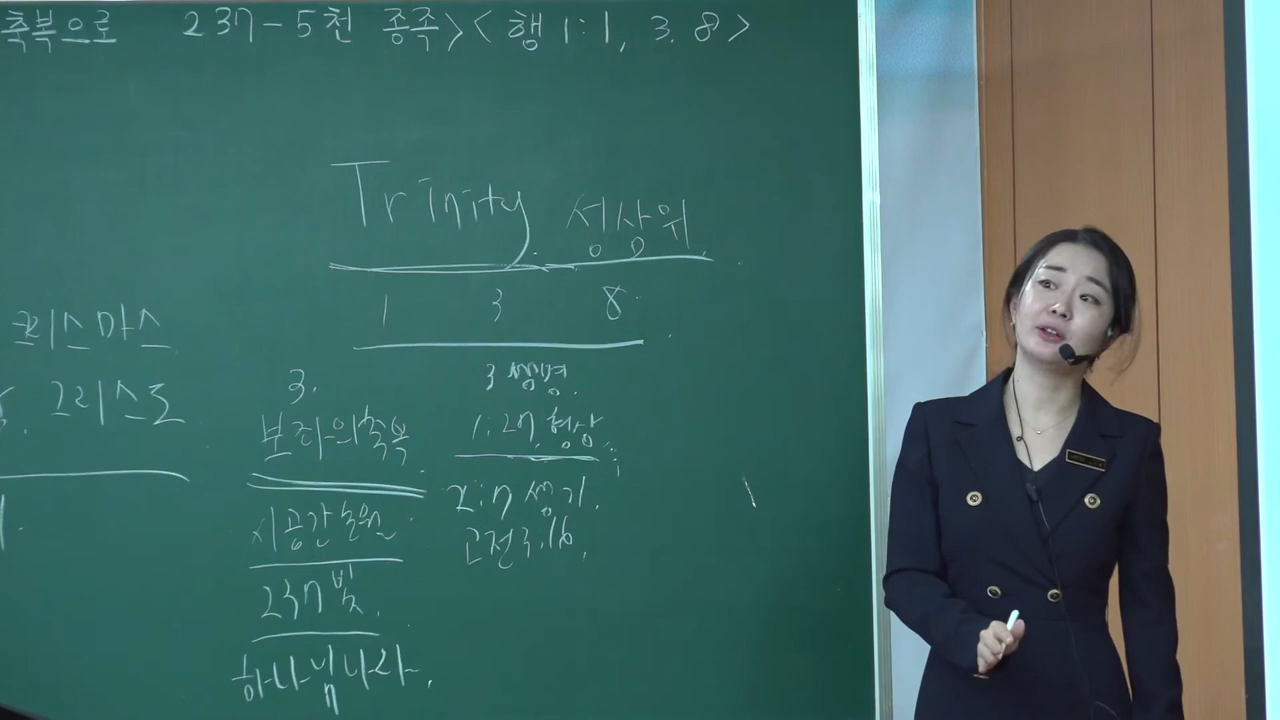 축복으로 237-5천 종족> <행1:1, 3. 8>
Trinity 성삼위
1 3 8
크리스마스
그리스도
3.
보좌의축복
시공간초월
237 빛.
하나님나라.
3 생명.
1:27, 형상
2:7 생기.
고전3:16.